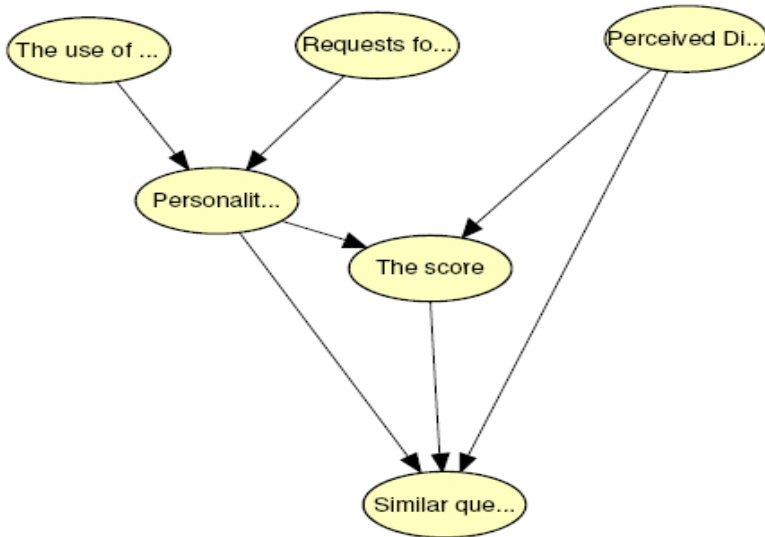 The use of ...
Requests fo...
Perceived Di...
Personalit...
The score
Similar que...